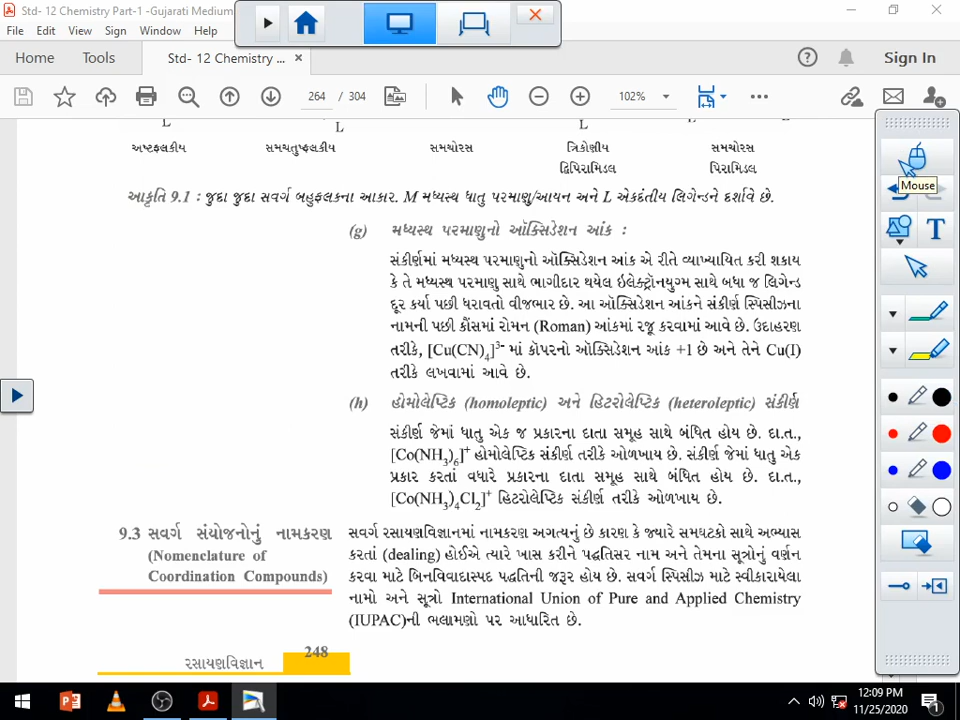 Std- 12 Chemistry Part-1 -Gujarati Medium
File Edit View Sign Window Help
Home Tools Std- 12 Chemistry ... × Sign In
264 / 304 102%
Mouse
T
L
L
L
અષ્ટફલકીય સમચતુષ્ફલકીય સમચોરસ ત્રિકોણીય સમચોરસ
દ્વિપિરામિડલ પિરામિડલ
આકૃતિ 9.1 : જુદા જુદા સવર્ગ બહુફલકના આકાર. M મધ્યસ્થ ધાતુ પરમાણુ/આયન અને L એકદંતીય લિગેન્ડને દર્શાવે છે.
(g) મધ્યસ્થ પરમાણુનો ઑક્સિડેશન આંક :
સંકીર્ણમાં મધ્યસ્થ પરમાણુનો ઑક્સિડેશન આંક એ રીતે વ્યાખ્યાયિત કરી શકાય
કે તે મધ્યસ્થ પરમાણુ સાથે ભાગીદાર થયેલ ઇલેક્ટ્રૉનયુગ્મ સાથે બધા જ લિગેન્ડ
દૂર કર્યા પછી ધરાવતો વીજભાર છે. આ ઑક્સિડેશન આંકને સંકીર્ણ સ્પિસીઝના
નામની પછી કૌંસમાં રોમન (Roman) આંકમાં રજૂ કરવામાં આવે છે. ઉદાહરણ
તરીકે, [Cu(CN)₄]³⁻ માં કૉપરનો ઑક્સિડેશન આંક +1 છે અને તેને Cu(I)
તરીકે લખવામાં આવે છે.
(h) હોમોલેપ્ટિક (homoleptic) અને હિટરોલેપ્ટિક (heteroleptic) સંકીર્ણ
સંકીર્ણ જેમાં ધાતુ એક જ પ્રકારના દાતા સમૂહ સાથે બંધિત હોય છે. દા.ત.,
[Co(NH₃)₆]⁺ હોમોલેપ્ટિક સંકીર્ણ તરીકે ઓળખાય છે. સંકીર્ણ જેમાં ધાતુ એક
પ્રકાર કરતાં વધારે પ્રકારના દાતા સમૂહ સાથે બંધિત હોય છે. દા.ત.,
[Co(NH₃)₄Cl₂]⁺ હિટરોલેપ્ટિક સંકીર્ણ તરીકે ઓળખાય છે.
9.3 સવર્ગ સંયોજનોનું નામકરણ
(Nomenclature of
Coordination Compounds)
સવર્ગ રસાયણવિજ્ઞાનમાં નામકરણ અગત્યનું છે કારણ કે જ્યારે સમઘટકો સાથે અભ્યાસ
કરતાં (dealing) હોઈએ ત્યારે ખાસ કરીને પદ્ધતિસર નામ અને તેમના સૂત્રોનું વર્ણન
કરવા માટે બિનવિવાદાસ્પદ પદ્ધતિની જરૂર હોય છે. સવર્ગ સ્પિસીઝ માટે સ્વીકારાયેલા
નામો અને સૂત્રો International Union of Pure and Applied Chemistry
(IUPAC)ની ભલામણો પર આધારિત છે.
રસાયણવિજ્ઞાન 248
12:09 PM
11/25/2020
1